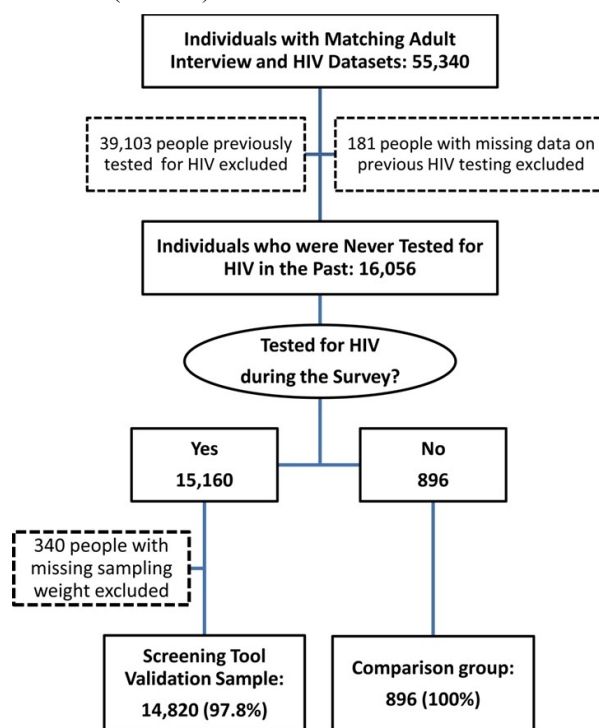 Individuals with Matching Adult
Interview and HIV Datasets: 55,340
39,103 people previously
tested for HIV excluded
181 people with missing data on
previous HIV testing excluded
Individuals who were Never Tested for
HIV in the Past: 16,056
Tested for HIV
during the Survey?
Yes
15,160
No
896
340 people with
missing sampling
weight excluded
Screening Tool
Validation Sample:
14,820 (97.8%)
Comparison group:
896 (100%)